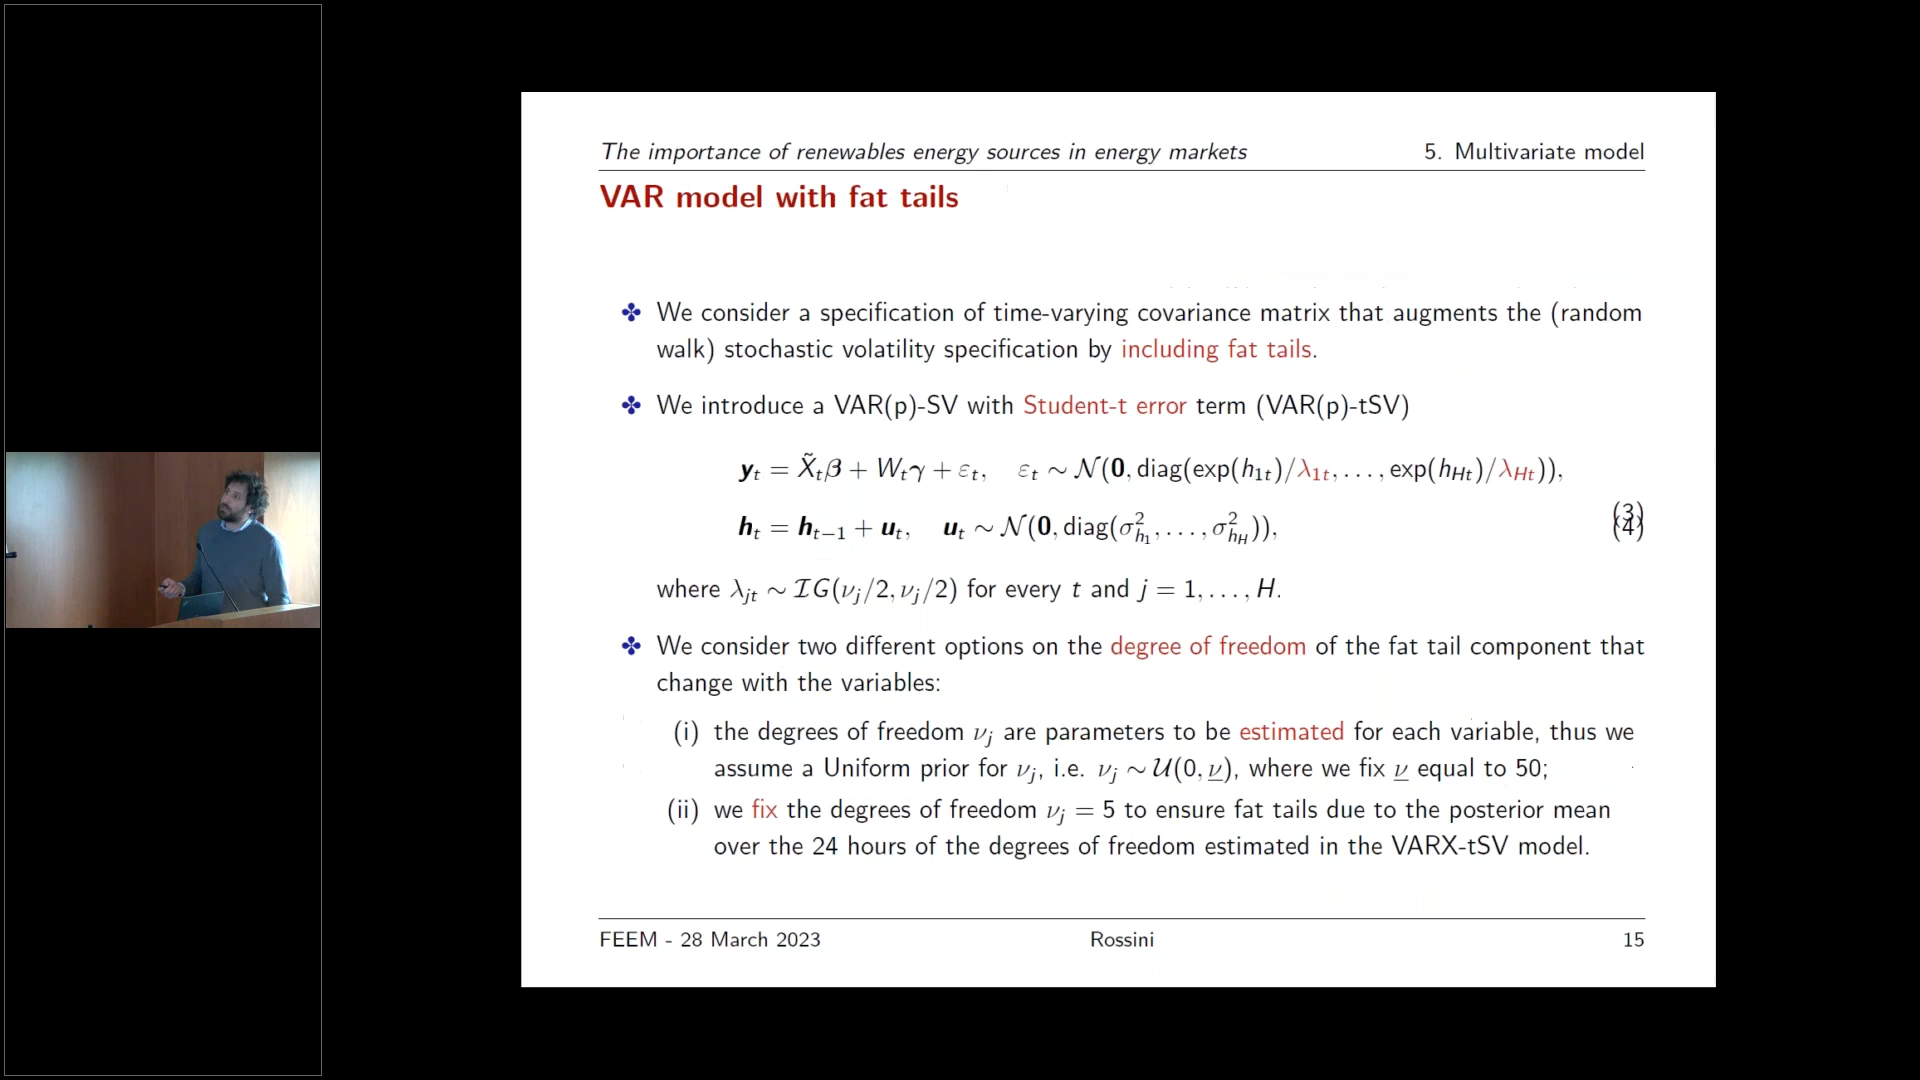 The importance of renewables energy sources in energy markets 5. Multivariate model
VAR model with fat tails
We consider a specification of time-varying covariance matrix that augments the (random
walk) stochastic volatility specification by including fat tails.
We introduce a VAR(p)-SV with Student-t error term (VAR(p)-tSV)
yₜ = X̃ₜβ + Wₜγ + εₜ, εₜ ∼ 𝒩(0, diag(exp(h₁ₜ)/λ₁ₜ, . . . , exp(h_Hₜ)/λ_Hₜ)),
(3)
hₜ = hₜ₋₁ + uₜ, uₜ ∼ 𝒩(0, diag(σ²_h₁, . . . , σ²_h_H)), (4)
where λⱼₜ ∼ ℐG(νⱼ/2, νⱼ/2) for every t and j = 1, . . . , H.
We consider two different options on the degree of freedom of the fat tail component that
change with the variables:
(i) the degrees of freedom νⱼ are parameters to be estimated for each variable, thus we
assume a Uniform prior for νⱼ, i.e. νⱼ ∼ 𝒰(0, ν̲), where we fix ν̲ equal to 50;
(ii) we fix the degrees of freedom νⱼ = 5 to ensure fat tails due to the posterior mean
over the 24 hours of the degrees of freedom estimated in the VARX-tSV model.
FEEM - 28 March 2023 Rossini 15